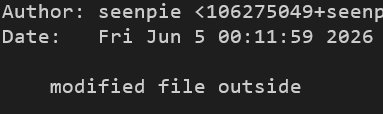 Author: seenpie <106275049+seenp
Date:   Fri Jun 5 00:11:59 2026
modified file outside